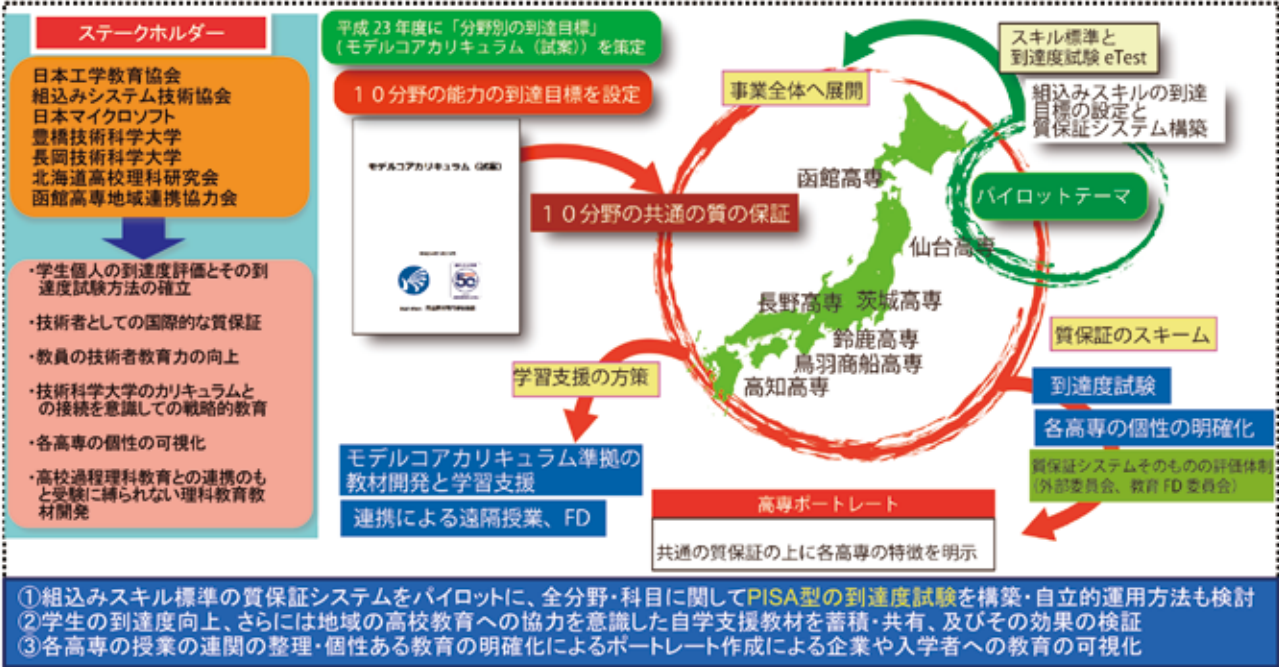 ステークホルダー
日本工学教育協会
組込みシステム技術協会
日本マイクロソフト
豊橋技術科学大学
長岡技術科学大学
北海道高校理科研究会
函館高専地域連携協力会
・学生個人の到達度評価とその到
達度試験方法の確立
・技術者としての国際的な質保証
・教員の技術者教育力の向上
・技術科学大学のカリキュラムと
の接続を意識しての戦略的教育
・各高専の個性の可視化
・高校過程理科教育との連携のも
と受験に縛られない理科教育教
材開発
平成23年度に「分野別の到達目標」
(モデルコアカリキュラム（試案））を策定
10分野の能力の到達目標を設定
モデルコアカリキュラム（試案）
10分野の共通の質の保証
事業全体へ展開
スキル標準と
到達度試験 eTest
組込みスキルの到達
目標の設定と
質保証システム構築
パイロットテーマ
函館高専
仙台高専
長野高専
茨城高専
鈴鹿高専
鳥羽商船高専
高知高専
学習支援の方策
モデルコアカリキュラム準拠の
教材開発と学習支援
連携による遠隔授業、FD
質保証のスキーム
到達度試験
各高専の個性の明確化
質保証システムそのものの評価体制
（外部委員会、教育FD委員会）
高専ポートレート
共通の質保証の上に各高専の特徴を明示
①組込みスキル標準の質保証システムをパイロットに、全分野・科目に関してPISA型の到達度試験を構築・自立的運用方法も検討
②学生の到達度向上、さらには地域の高校教育への協力を意識した自学支援教材を蓄積・共有、及びその効果の検証
③各高専の授業の連関の整理・個性ある教育の明確化によるポートレート作成による企業や入学者への教育の可視化